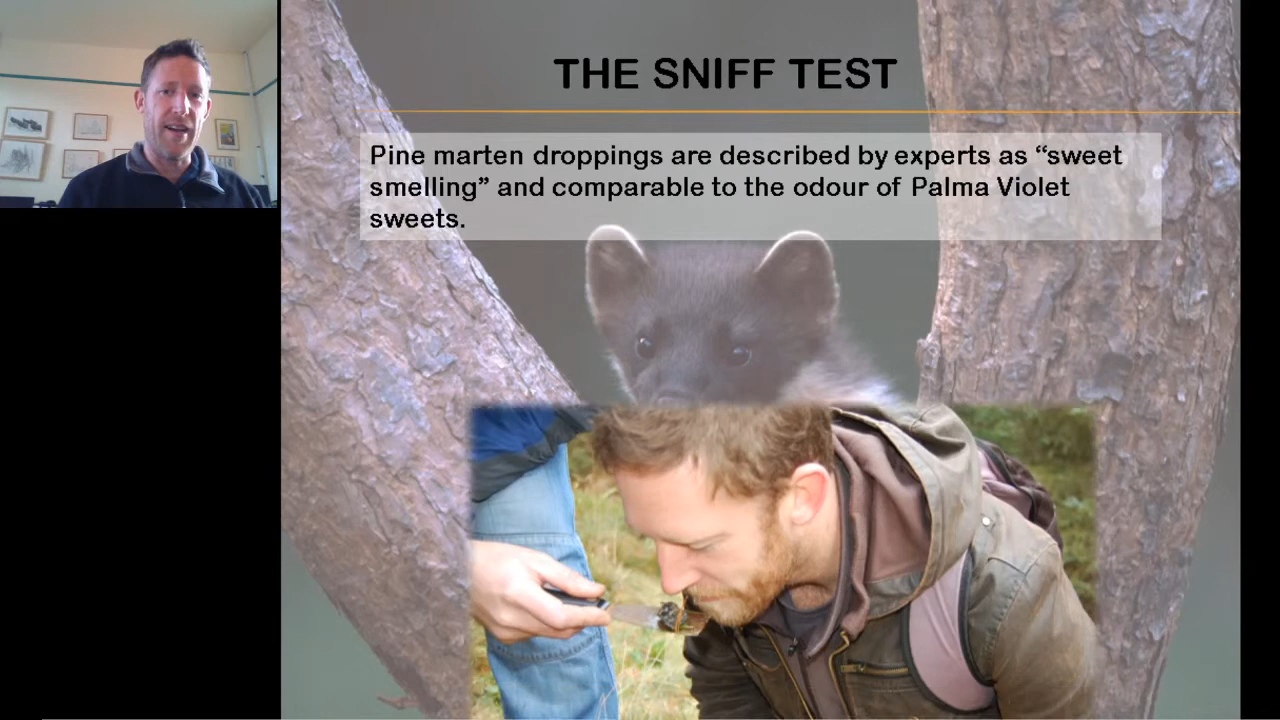 THE SNIFF TEST
Pine marten droppings are described by experts as “sweet
smelling” and comparable to the odour of Palma Violet
sweets.